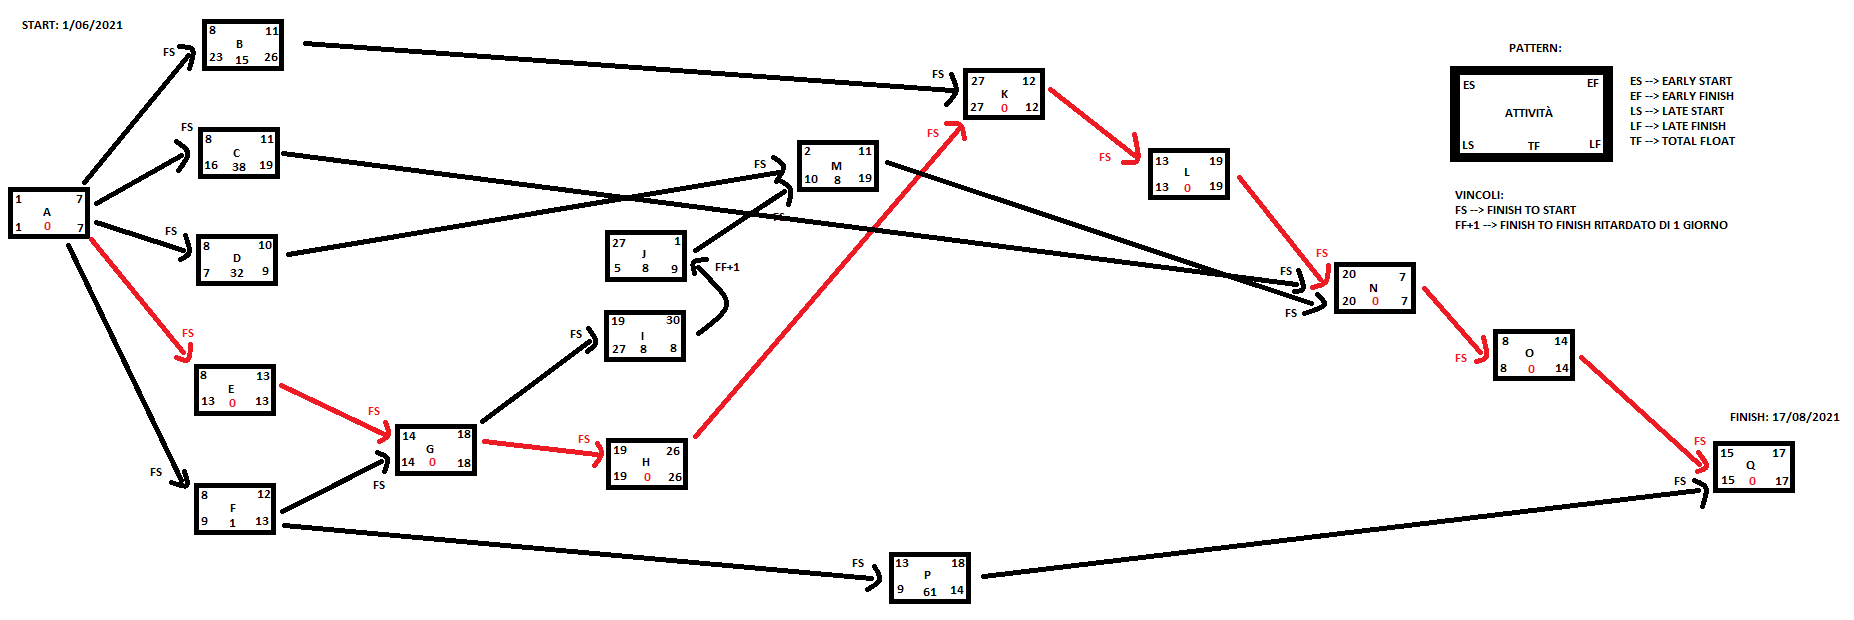 START: 1/06/2021
FS
8 11
B
23 15 26
FS
8 11
C
16 38 19
1 7
A
1 0 7
FS
8 10
D
7 32 9
FS
8 13
E
13 0 13
FS
8 12
F
9 1 13
FS
14 18
G
14 0 18
FS
FS
19 30
I
27 8 8
FF+1
27 1
J
5 8 9
FS
19 26
H
19 0 26
FS
FS
2 11
M
10 8 19
FS
27 12
K
27 0 12
FS
FS
13 19
L
13 0 19
FS
FS
FS
20 7
N
20 0 7
FS
8 14
O
8 0 14
FS
13 18
P
9 61 14
FS
FS
15 17
Q
15 0 17
FINISH: 17/08/2021
PATTERN:
ES EF
ATTIVITÀ
LS TF LF
ES --> EARLY START
EF --> EARLY FINISH
LS --> LATE START
LF --> LATE FINISH
TF --> TOTAL FLOAT
VINCOLI:
FS --> FINISH TO START
FF+1 --> FINISH TO FINISH RITARDATO DI 1 GIORNO